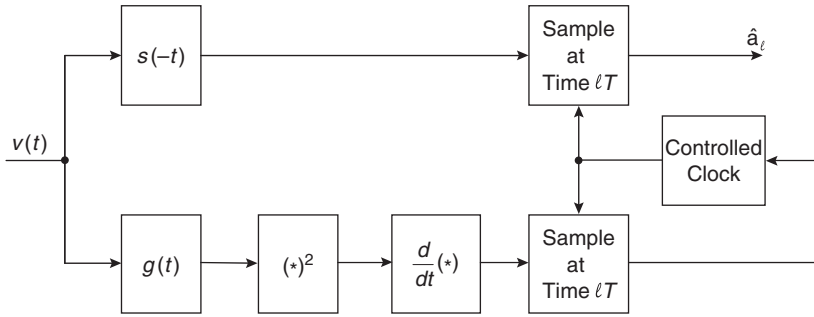 s(–t)
Sample
at
Time ℓT
â_ℓ
v(t)
Controlled
Clock
g(t)
(*)²
d/dt (*)
Sample
at
Time ℓT